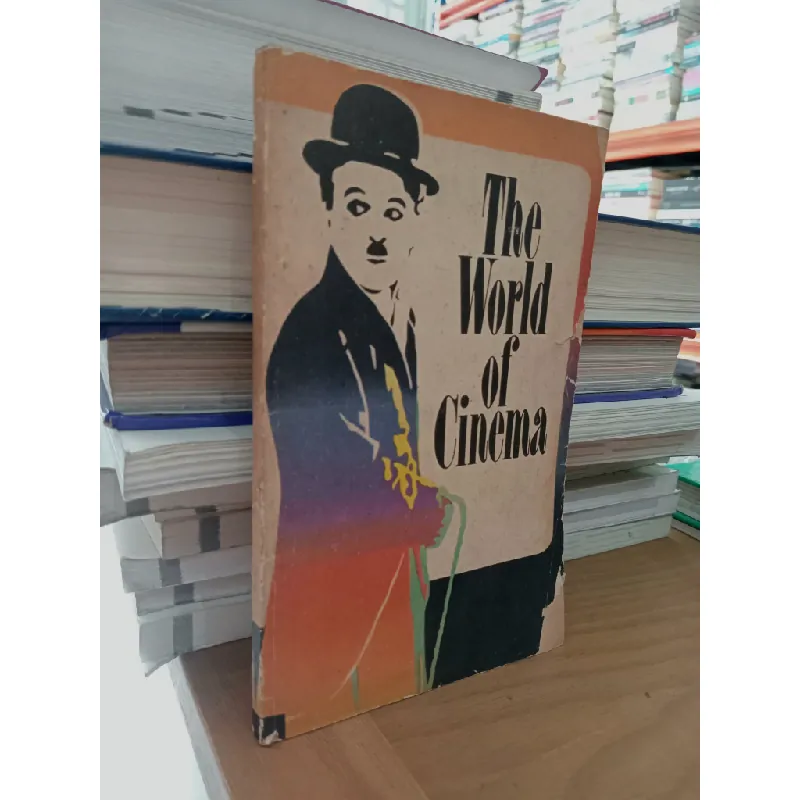 The
World
of
Cinema